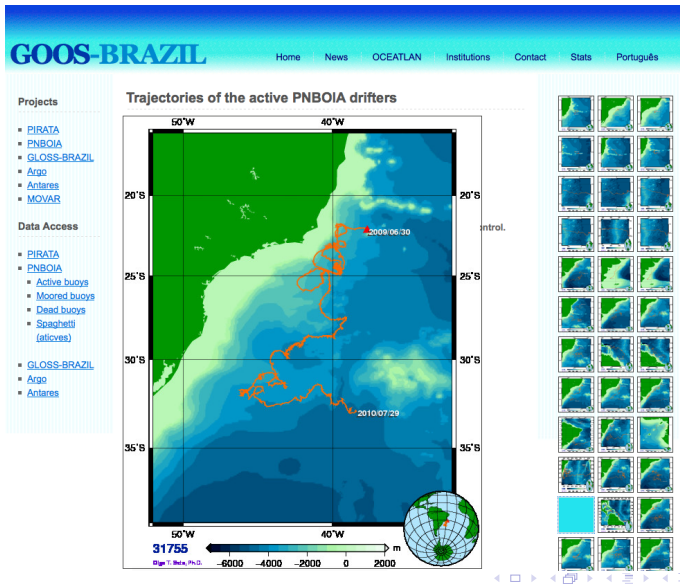 GOOS-BRAZIL
Home News OCEATLAN Institutions Contact Stats Português
Projects
PIRATA
PNBOIA
GLOSS-BRAZIL
Argo
Antares
MOVAR
Data Access
PIRATA
PNBOIA
Active buoys
Moored buoys
Dead buoys
Spaghetti
(aticves)
GLOSS-BRAZIL
Argo
Antares
Trajectories of the active PNBOIA drifters
50°W 40°W
20°S 20°S
2009/06/30
ntrol.
25°S 25°S
30°S 30°S
2010/07/29
35°S 35°S
50°W 40°W
31755
-6000 -4000 -2000 0 2000 m